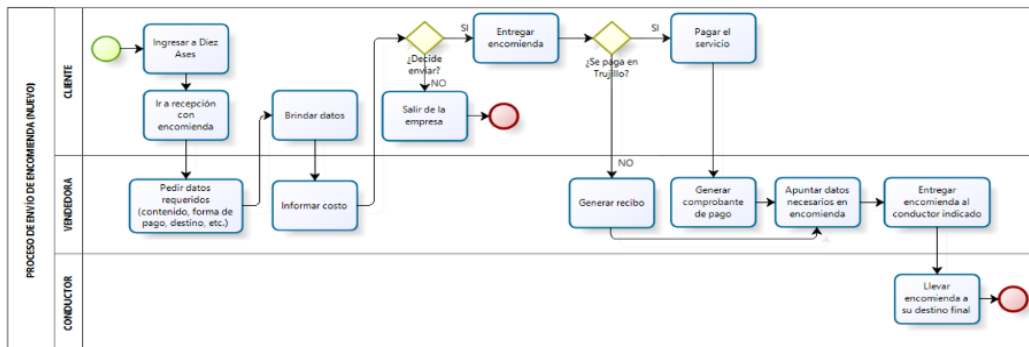 PROCESO DE ENVÍO DE ENCOMIENDA (NUEVO)
CLIENTE
Ingresar a Diez
Ases
Ir a recepción
con
encomienda
Brindar datos
¿Decide
enviar?
SI
NO
Salir de la
empresa
Entregar
encomienda
¿Se paga en
Trujillo?
SI
NO
Pagar el
servicio
VENDEDORA
Pedir datos
requeridos
(contenido, forma de
pago, destino, etc.)
Informar costo
Generar recibo
Generar
comprobante
de pago
Apuntar datos
necesarios en
encomienda
Entregar
encomienda al
conductor indicado
CONDUCTOR
Llevar
encomienda a
su destino final